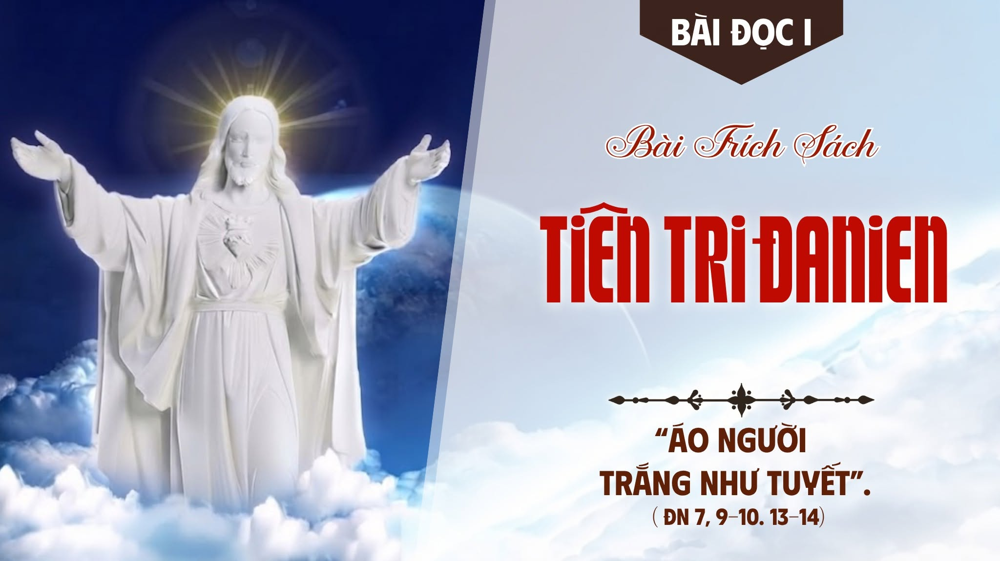 BÀI ĐỌC I
Bài Trích Sách
TIÊN TRI ĐANIEN
“ÁO NGƯỜI
TRẮNG NHƯ TUYẾT”.
( ĐN 7, 9-10. 13-14)